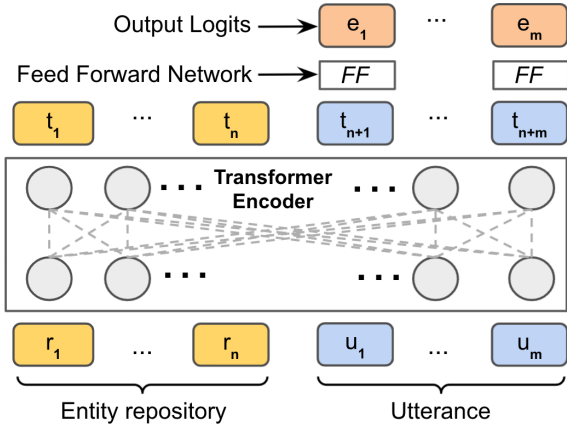 Output Logits e1 ... em
Feed Forward Network FF FF
t1 ... tn tn+1 ... tn+m
... Transformer ...
Encoder
... ...
r1 ... rn u1 ... um
Entity repository Utterance